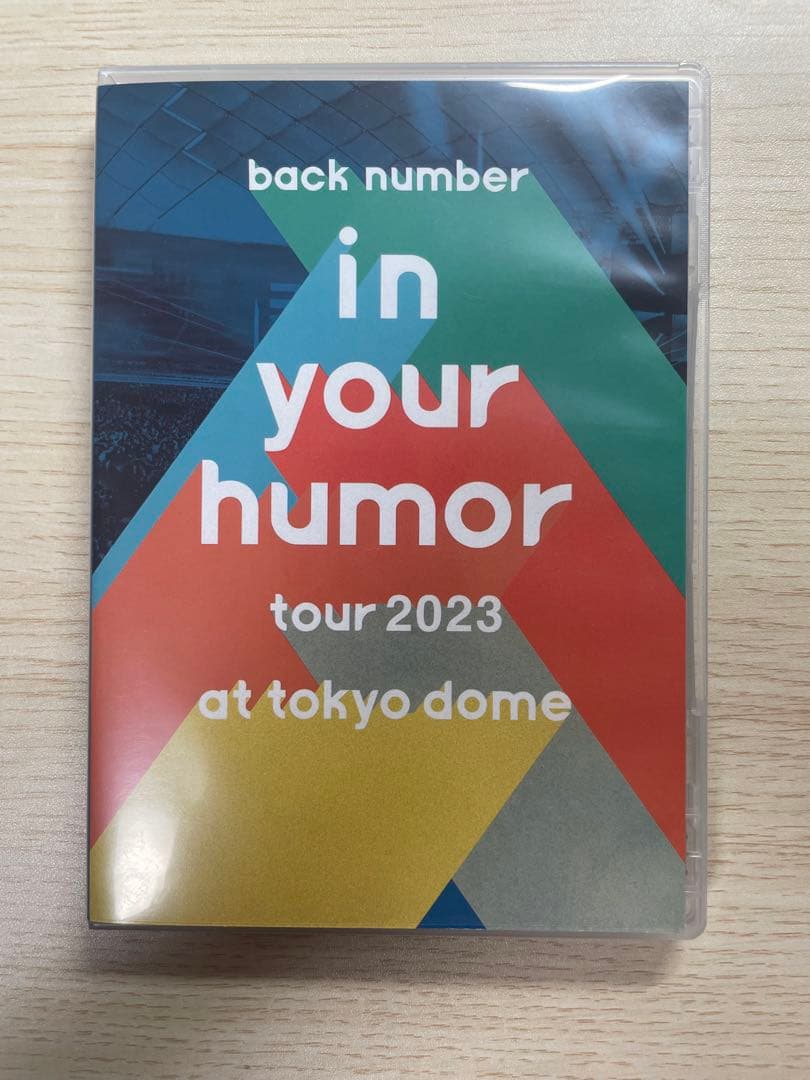 back number
in
your
humor
tour 2023
at tokyo dome